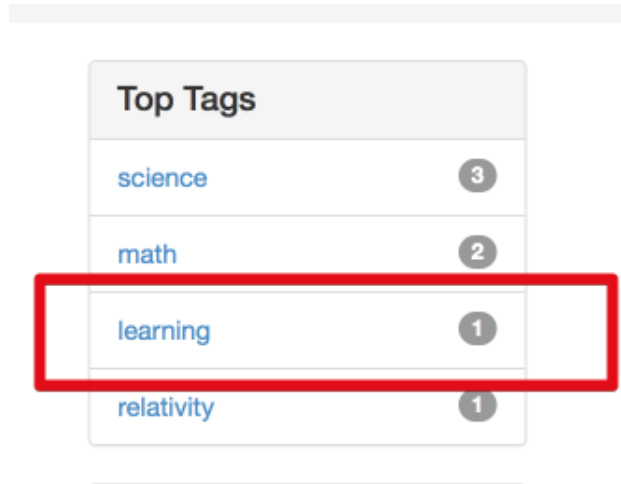 Top Tags
science 3
math 2
learning 1
relativity 1